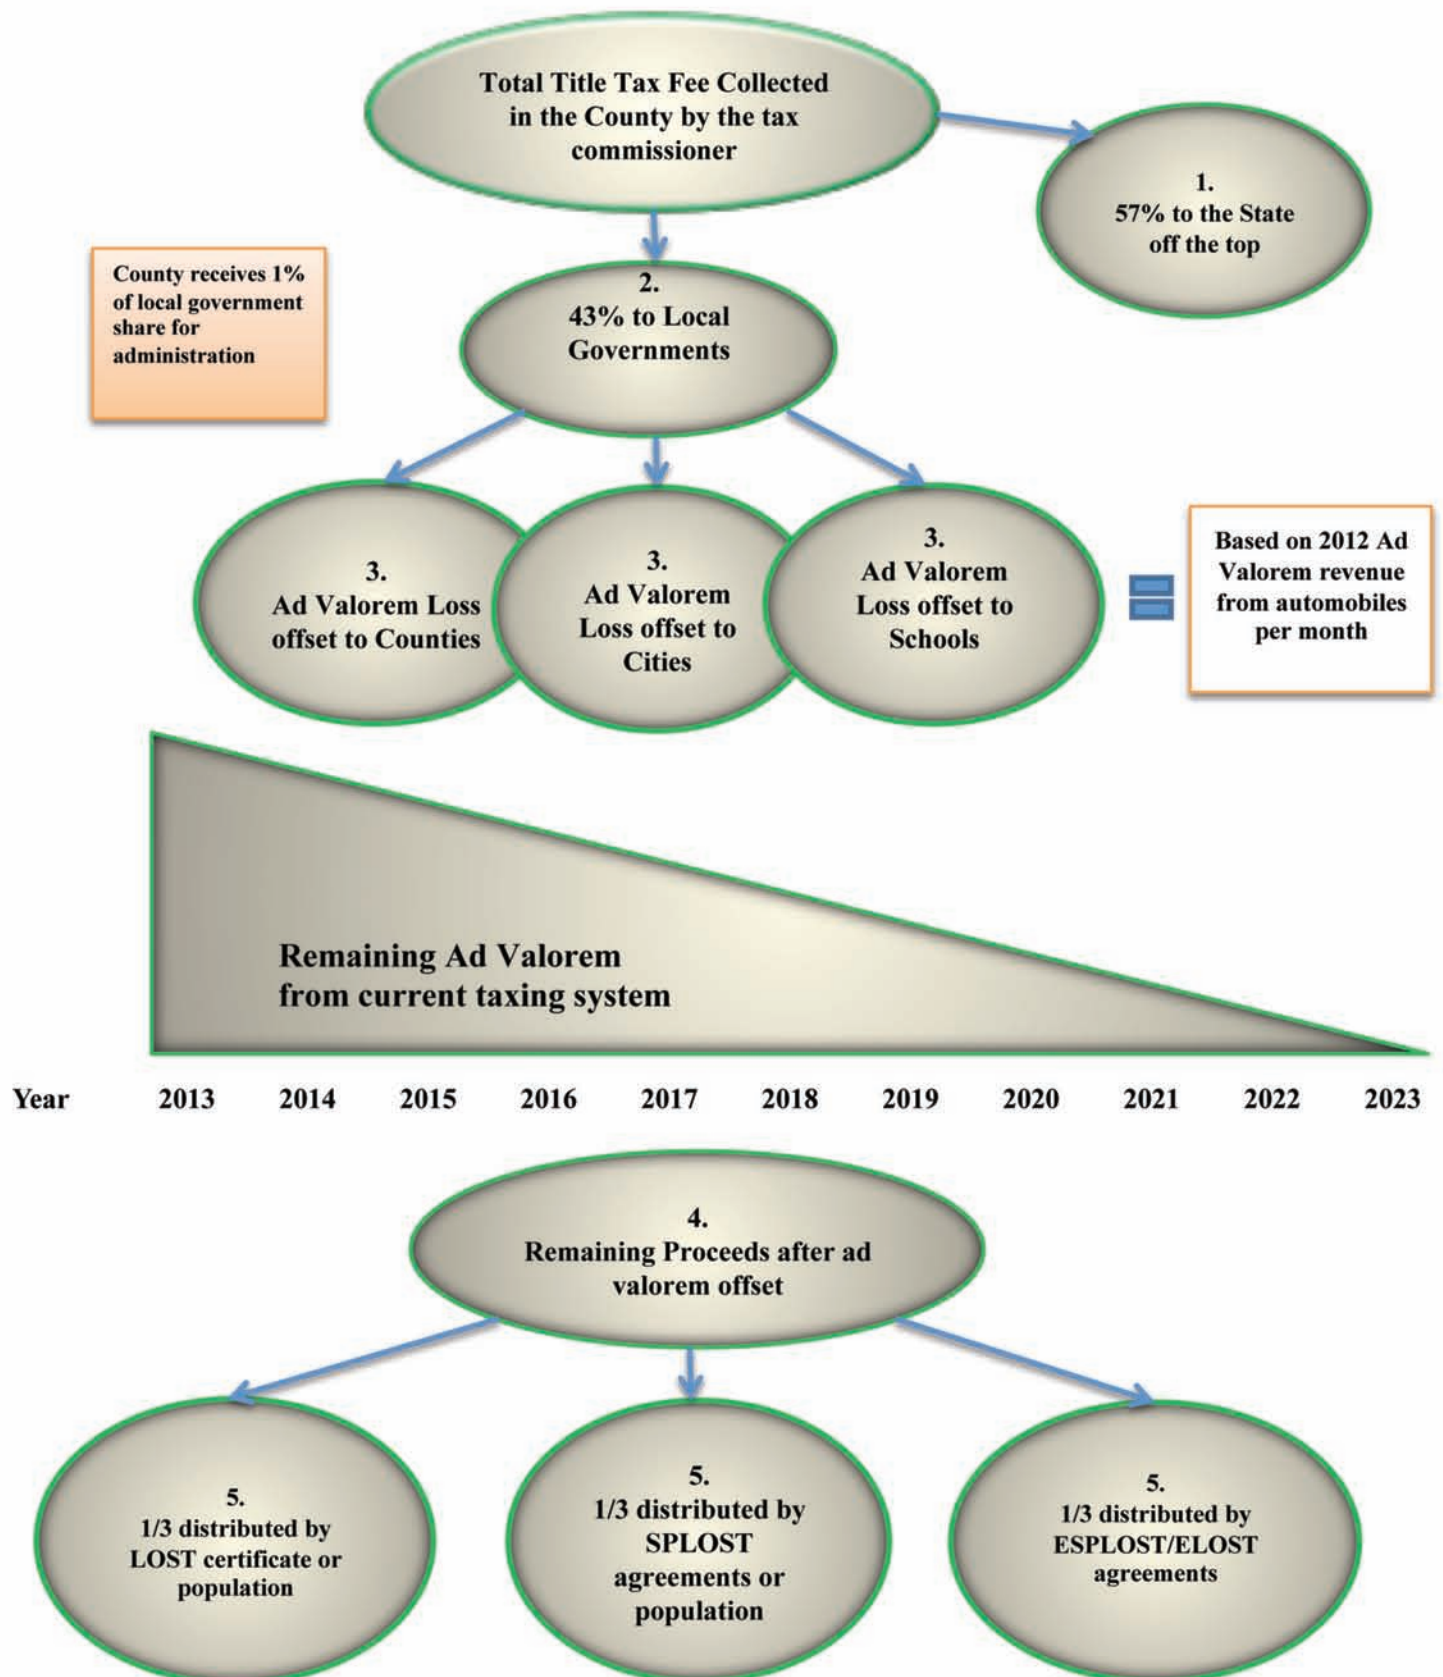 Total Title Tax Fee Collected
in the County by the tax
commissioner
1.
57% to the State
off the top
County receives 1%
of local government
share for
administration
2.
43% to Local
Governments
3.
Ad Valorem Loss
offset to Counties
3.
Ad Valorem
Loss offset to
Cities
3.
Ad Valorem
Loss offset to
Schools
Based on 2012 Ad
Valorem revenue
from automobiles
per month
Remaining Ad Valorem
from current taxing system
Year 2013 2014 2015 2016 2017 2018 2019 2020 2021 2022 2023
4.
Remaining Proceeds after ad
valorem offset
5.
1/3 distributed by
LOST certificate or
population
5.
1/3 distributed by
SPLOST
agreements or
population
5.
1/3 distributed by
ESPLOST/ELOST
agreements